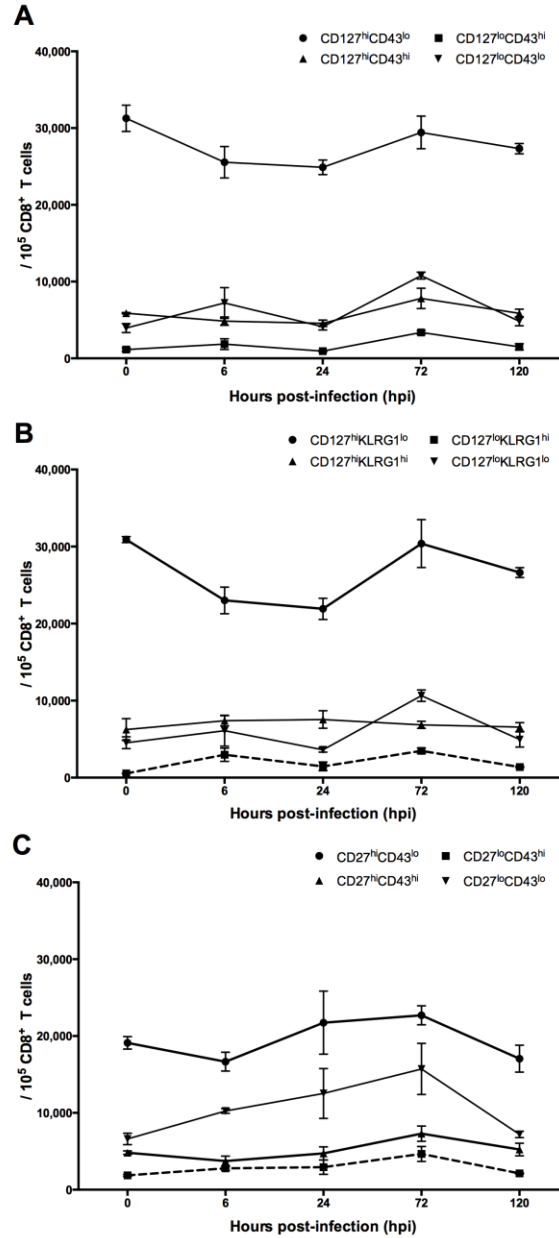 A
CD127hiCD43lo CD127loCD43hi
CD127hiCD43hi CD127loCD43lo
40,000
30,000
20,000
10,000
0
/ 10⁵ CD8⁺ T cells
0 6 24 72 120
Hours post-infection (hpi)
B
CD127hiKLRG1lo CD127loKLRG1hi
CD127hiKLRG1hi CD127loKLRG1lo
40,000
30,000
20,000
10,000
0
/ 10⁵ CD8⁺ T cells
0 6 24 72 120
Hours post-infection (hpi)
C
CD27hiCD43lo CD27loCD43hi
CD27hiCD43hi CD27loCD43lo
40,000
30,000
20,000
10,000
0
/ 10⁵ CD8⁺ T cells
0 6 24 72 120
Hours post-infection (hpi)